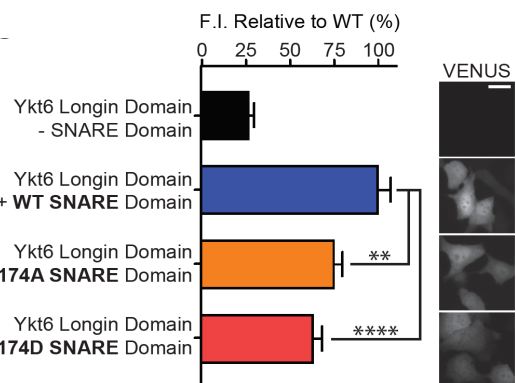 F.I. Relative to WT (%)
0 25 50 75 100
VENUS
Ykt6 Longin Domain
- SNARE Domain
Ykt6 Longin Domain
+ WT SNARE Domain
Ykt6 Longin Domain
174A SNARE Domain
**
Ykt6 Longin Domain
174D SNARE Domain
****